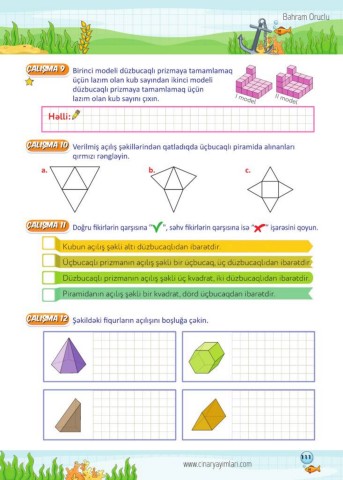 Bahram Oruclu
ÇALIŞMA 9
Birinci modeli düzbucaqlı prizmaya tamamlamaq
üçün lazım olan kub sayından ikinci modeli
düzbucaqlı prizmaya tamamlamaq üçün
lazım olan kub sayını çıxın.
I model
II model
Həlli:
ÇALIŞMA 10
Verilmiş açılış şəkillərindən qatladıqda üçbucaqlı piramida alınanları
qırmızı rəngləyin.
a.
b.
c.
ÇALIŞMA 11
Doğru fikirlərin qarşısına "✓", səhv fikirlərin qarşısına isə "✗" işarəsini qoyun.
Kubun açılış şəkli altı düzbucaqlıdan ibarətdir.
Üçbucaqlı prizmanın açılış şəkli bir üçbucaq, üç düzbucaqlıdan ibarətdir.
Düzbucaqlı prizmanın açılış şəkli üç kvadrat, iki düzbucaqlıdan ibarətdir.
Piramidanın açılış şəkli bir kvadrat, dörd üçbucaqdan ibarətdir.
ÇALIŞMA 12
Şəkildəki fiqurların açılışını boşluğa çəkin.
www.cinaryayimlari.com
111